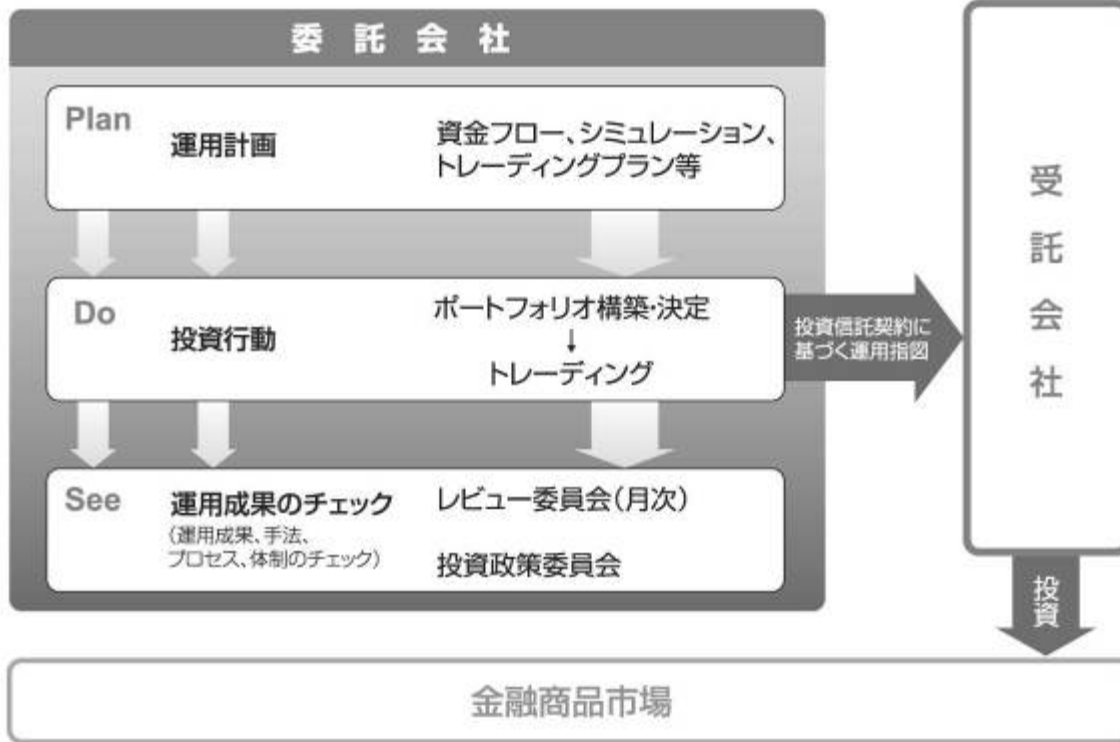 委託会社
Plan
運用計画
資金フロー、シミュレーション、
トレーディングプラン等
Do
投資行動
ポートフォリオ構築・決定
↓
トレーディング
投資信託契約に
基づく運用指図
See
運用成果のチェック
(運用成果、手法、
プロセス、体制のチェック)
レビュー委員会(月次)
投資政策委員会
受託会社
投資
金融商品市場